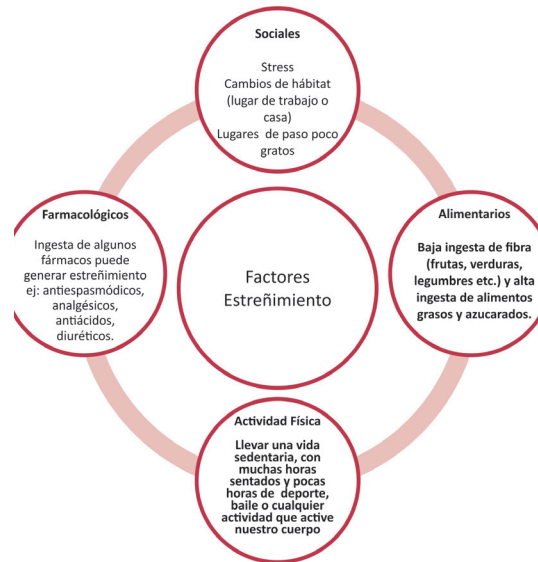 Sociales
Stress
Cambios de hábitat
(lugar de trabajo o
casa)
Lugares de paso poco
gratos
Farmacológicos
Ingesta de algunos
fármacos puede
generar estreñimiento
ej: antiespasmódicos,
analgésicos,
antiácidos,
diuréticos.
Factores
Estreñimiento
Alimentarios
Baja ingesta de fibra
(frutas, verduras,
legumbres etc.) y alta
ingesta de alimentos
grasos y azucarados.
Actividad Física
Llevar una vida
sedentaria, con
muchas horas
sentados y pocas
horas de deporte,
baile o cualquier
actividad que active
nuestro cuerpo